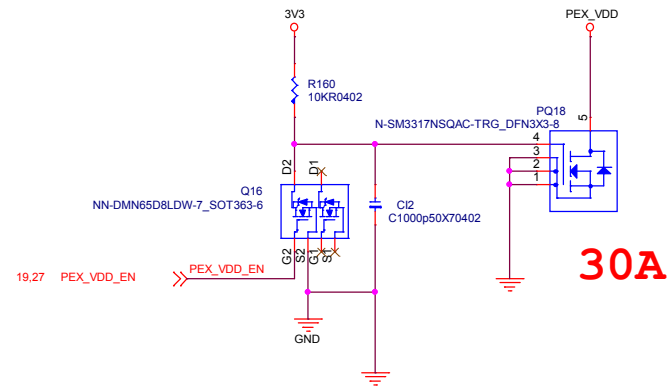 3V3
PEX_VDD
R160
10KR0402
PQ18
N-SM3317NSQAC-TRG_DFN3X3-8
5
4
3
2
1
D2
D1
Q16
NN-DMN65D8LDW-7_SOT363-6
CI2
C1000p50X70402
G2
S2
G1
S1
30A
19,27 PEX_VDD_EN
PEX_VDD_EN
GND